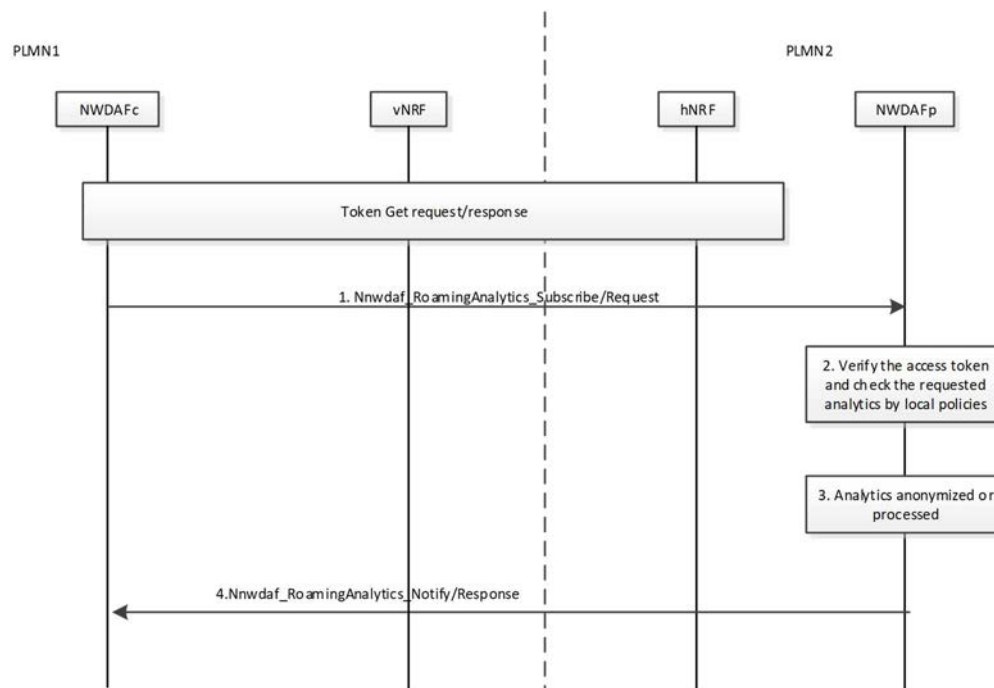 PLMN1
PLMN2
NWDAFc
vNRF
hNRF
NWDAFp
Token Get request/response
1. Nnwdaf_RoamingAnalytics_Subscribe/Request
2. Verify the access token
and check the requested
analytics by local policies
3. Analytics anonymized or
processed
4.Nnwdaf_RoamingAnalytics_Notify/Response